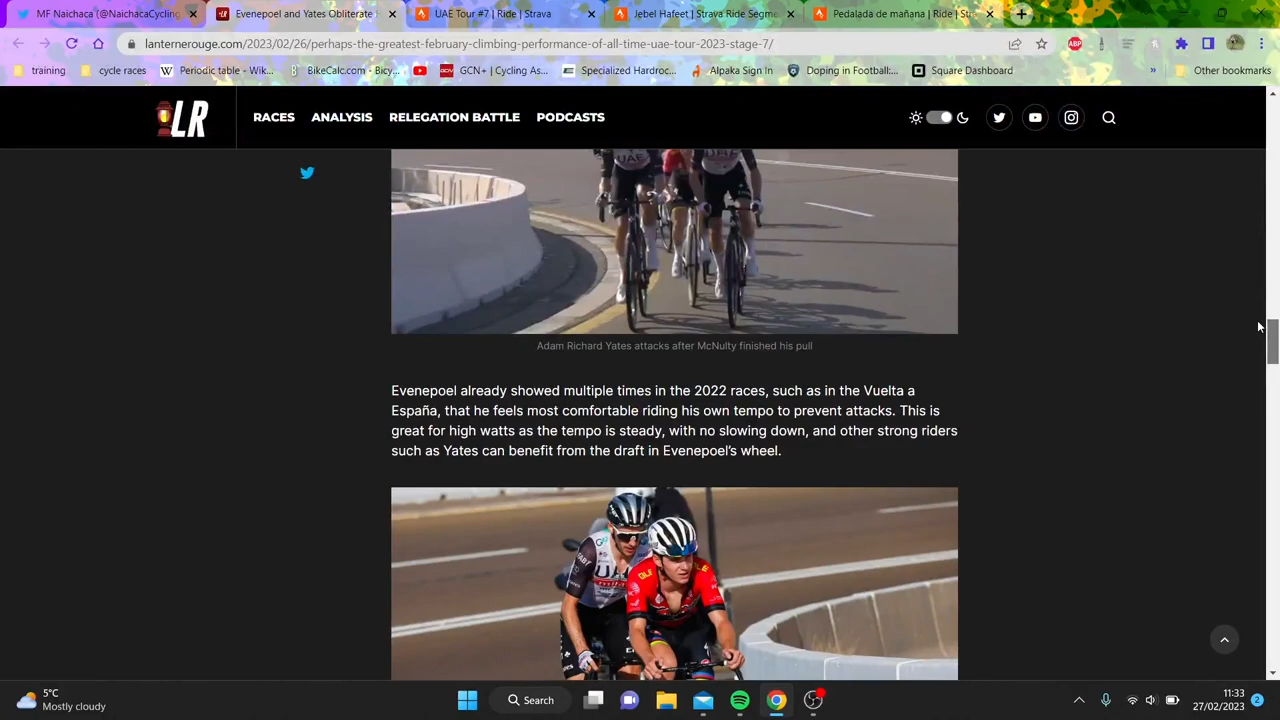 MF Naichaca (@NaichacaCycling
Evenepoel and Yates Obliterate
UAE Tour #7 | Ride | Strava
Jebel Hafeet | Strava Ride Segme
Pedalada de mañana | Ride | Stra
lanternerouge.com/2023/02/26/perhaps-the-greatest-february-climbing-performance-of-all-time-uae-tour-2023-stage-7/
ABP
training
cycle races
W
Periodic table - Wik...
BikeCalc.com - Bicy...
GCN+ | Cycling As...
Specialized Hardroc...
Alpaka Sign In
Doping in Football:...
Square Dashboard
»
Other bookmarks
LR
RACES
ANALYSIS
RELEGATION BATTLE
PODCASTS
UAE
Adam Richard Yates attacks after McNulty finished his pull
Evenepoel already showed multiple times in the 2022 races, such as in the Vuelta a
España, that he feels most comfortable riding his own tempo to prevent attacks. This is
great for high watts as the tempo is steady, with no slowing down, and other strong riders
such as Yates can benefit from the draft in Evenepoel's wheel.
UAE
5°C
Mostly cloudy
Search
11:33
27/02/2023
2